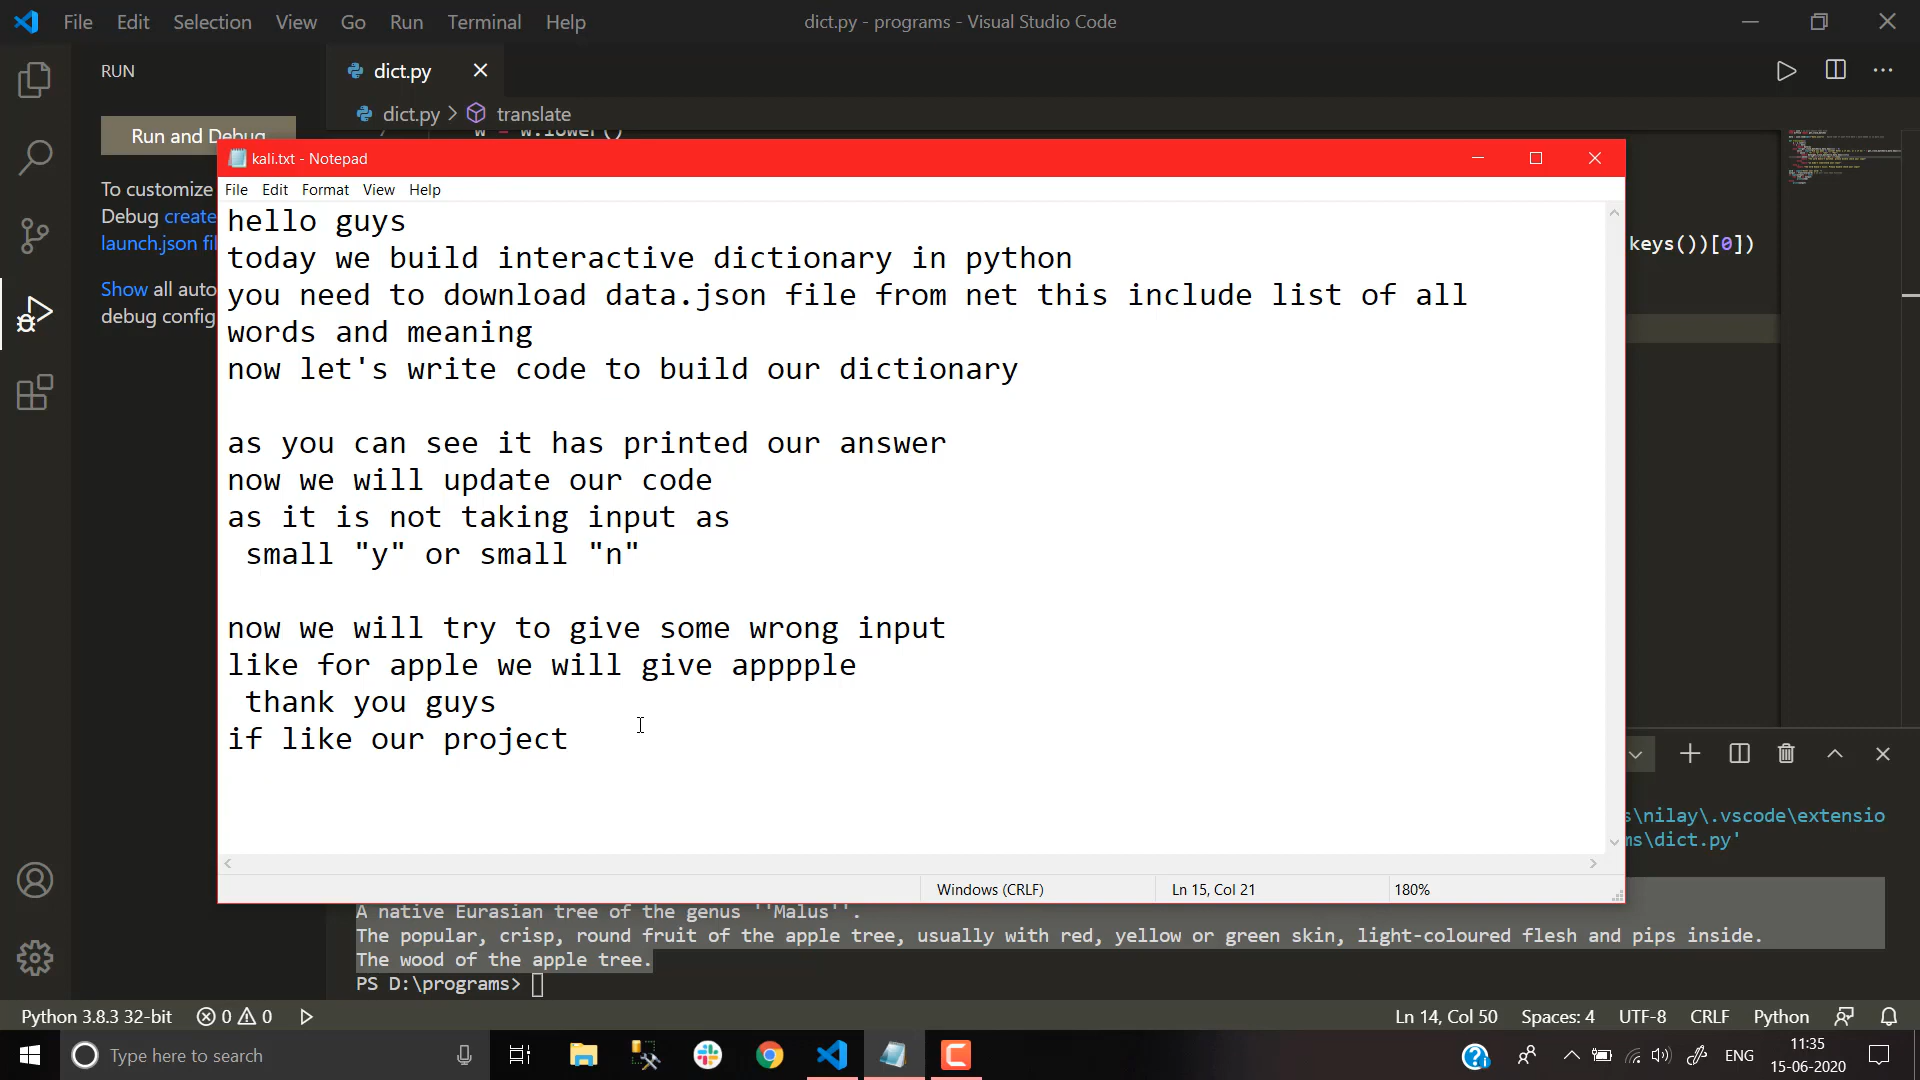 File Edit Selection View Go Run Terminal Help
dict.py - programs - Visual Studio Code
RUN
dict.py
Run and Debug
dict.py > translate
w = w.lower()
To customize
Debug create
launch.json fil
Show all auto
debug config
keys())[0])
kali.txt - Notepad
File Edit Format View Help
hello guys
today we build interactive dictionary in python
you need to download data.json file from net this include list of all
words and meaning
now let's write code to build our dictionary
as you can see it has printed our answer
now we will update our code
as it is not taking input as
small "y" or small "n"
now we will try to give some wrong input
like for apple we will give apppple
thank you guys
if like our project
Windows (CRLF)
Ln 15, Col 21
180%
s\nilay\.vscode\extensio
ms\dict.py'
A native Eurasian tree of the genus ''Malus''.
The popular, crisp, round fruit of the apple tree, usually with red, yellow or green skin, light-coloured flesh and pips inside.
The wood of the apple tree.
PS D:\programs>
Python 3.8.3 32-bit
0 0
Ln 14, Col 50
Spaces: 4
UTF-8
CRLF
Python
Type here to search
ENG
11:35
15-06-2020